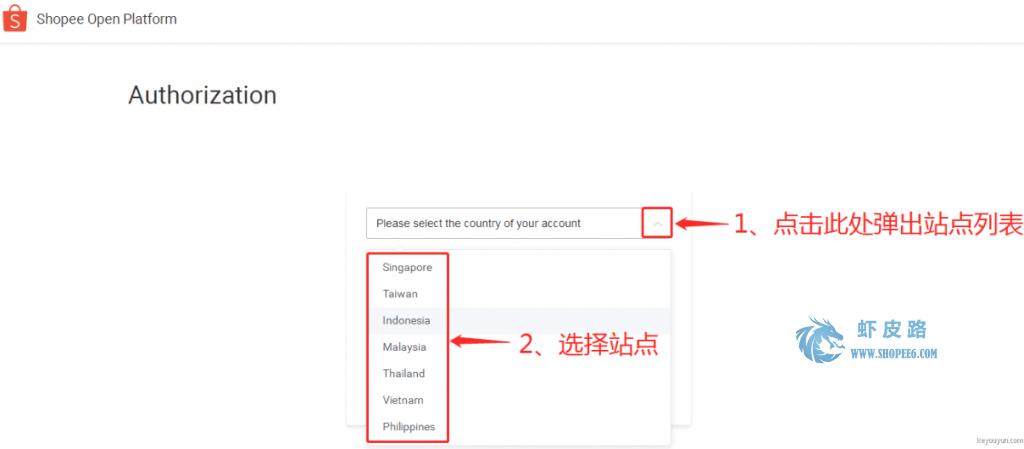 Shopee Open Platform
Authorization
Please select the country of your account
1、点击此处弹出站点列表
Singapore
Taiwan
Indonesia
Malaysia
Thailand
Vietnam
Philippines
2、选择站点
虾皮路
WWW.SHOPEE6.COM
ikeyouyun.com